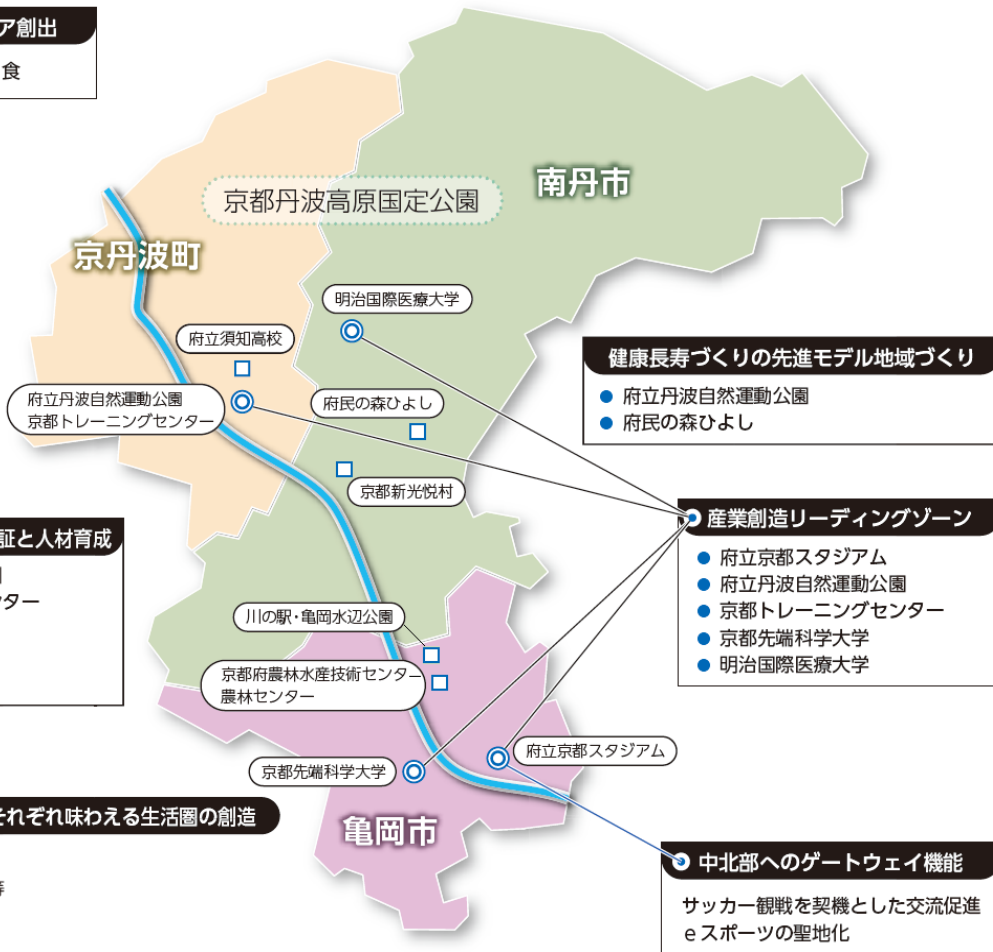 ア創出
食
南丹市
京都丹波高原国定公園
京丹波町
明治国際医療大学
府立須知高校
府立丹波自然運動公園
京都トレーニングセンター
府民の森ひよし
京都新光悦村
健康長寿づくりの先進モデル地域づくり
府立丹波自然運動公園
府民の森ひよし
産業創造リーディングゾーン
府立京都スタジアム
府立丹波自然運動公園
京都トレーニングセンター
京都先端科学大学
明治国際医療大学
証と人材育成
ター
川の駅・亀岡水辺公園
京都府農林水産技術センター
農林センター
府立京都スタジアム
京都先端科学大学
それぞれ味わえる生活圏の創造
亀岡市
等
中北部へのゲートウェイ機能
サッカー観戦を契機とした交流促進
eスポーツの聖地化